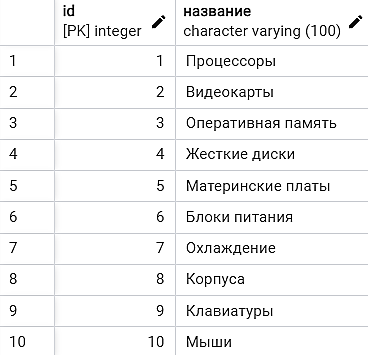 id название
[PK] integer character varying (100)
1 1 Процессоры
2 2 Видеокарты
3 3 Оперативная память
4 4 Жесткие диски
5 5 Материнские платы
6 6 Блоки питания
7 7 Охлаждение
8 8 Корпуса
9 9 Клавиатуры
10 10 Мыши